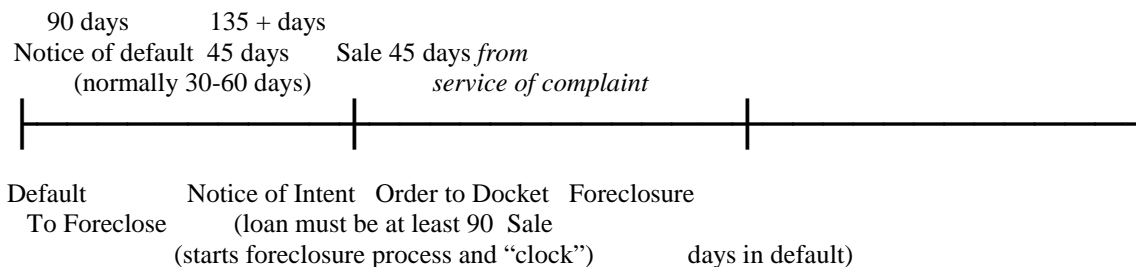 90 days 135 + days
Notice of default 45 days Sale 45 days from
(normally 30-60 days) service of complaint
Default Notice of Intent Order to Docket Foreclosure
To Foreclose (loan must be at least 90 Sale
(starts foreclosure process and “clock”) days in default)